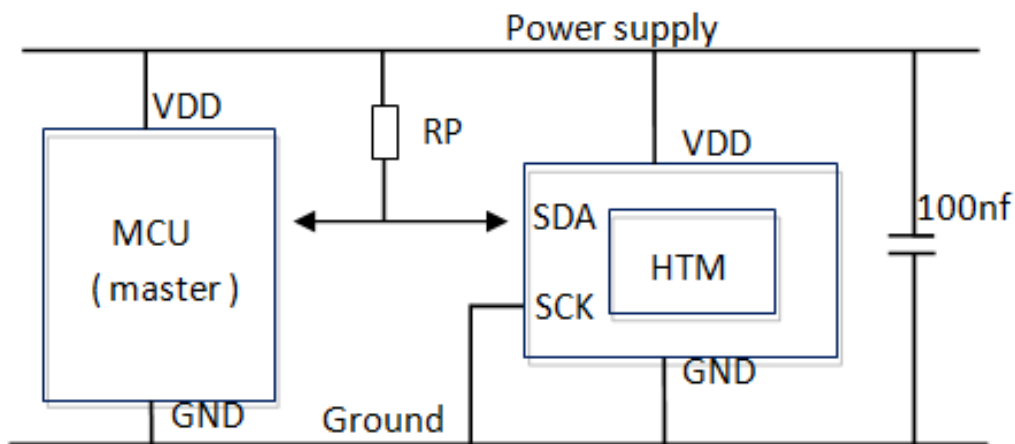 Power supply
VDD
RP
VDD
MCU
( master )
SDA
HTM
SCK
100nf
GND
GND
Ground